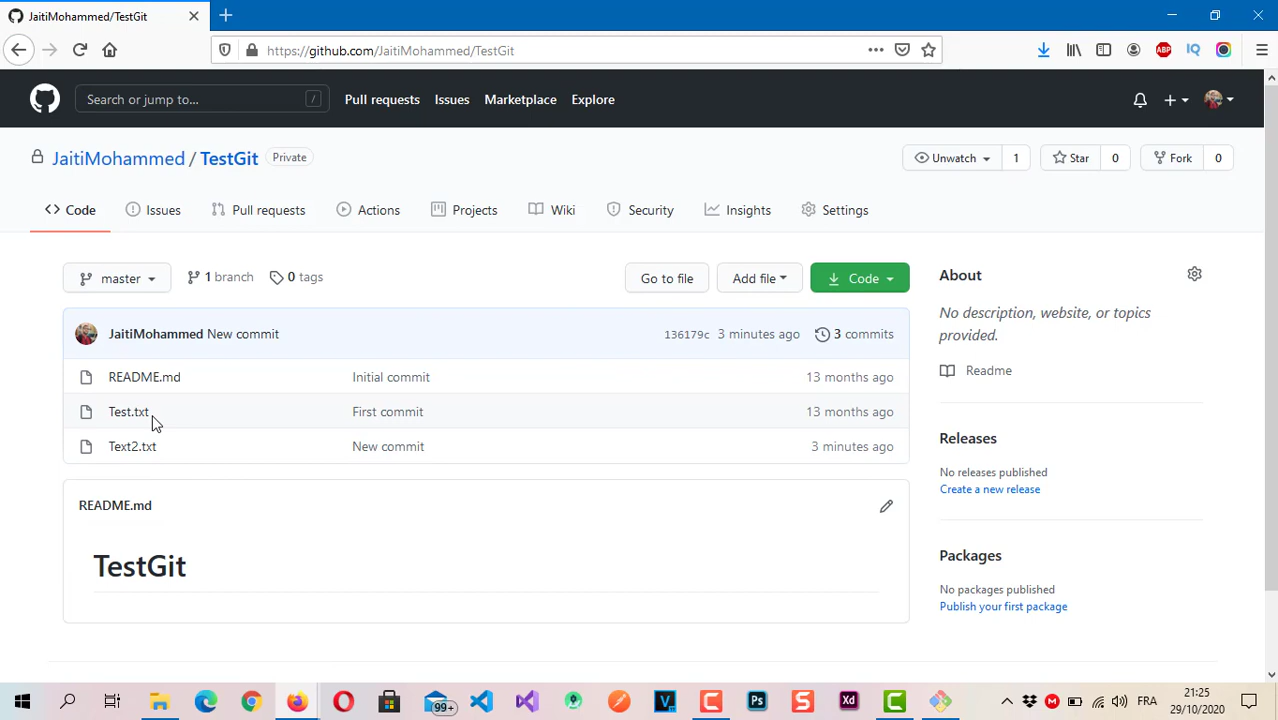 JaitiMohammed/TestGit
https://github.com/JaitiMohammed/TestGit
ABP
IQ
Search or jump to...
/
Pull requests
Issues
Marketplace
Explore
JaitiMohammed / TestGit
Private
Unwatch
1
Star
0
Fork
0
Code
Issues
Pull requests
Actions
Projects
Wiki
Security
Insights
Settings
master
1 branch
0 tags
Go to file
Add file
Code
JaitiMohammed New commit
136179c
3 minutes ago
3 commits
README.md
Initial commit
13 months ago
Test.txt
First commit
13 months ago
Text2.txt
New commit
3 minutes ago
README.md
TestGit
About
No description, website, or topics
provided.
Readme
Releases
No releases published
Create a new release
Packages
No packages published
Publish your first package
99+
V
C
Ps
S
Xd
C
M
FRA
21:25
29/10/2020